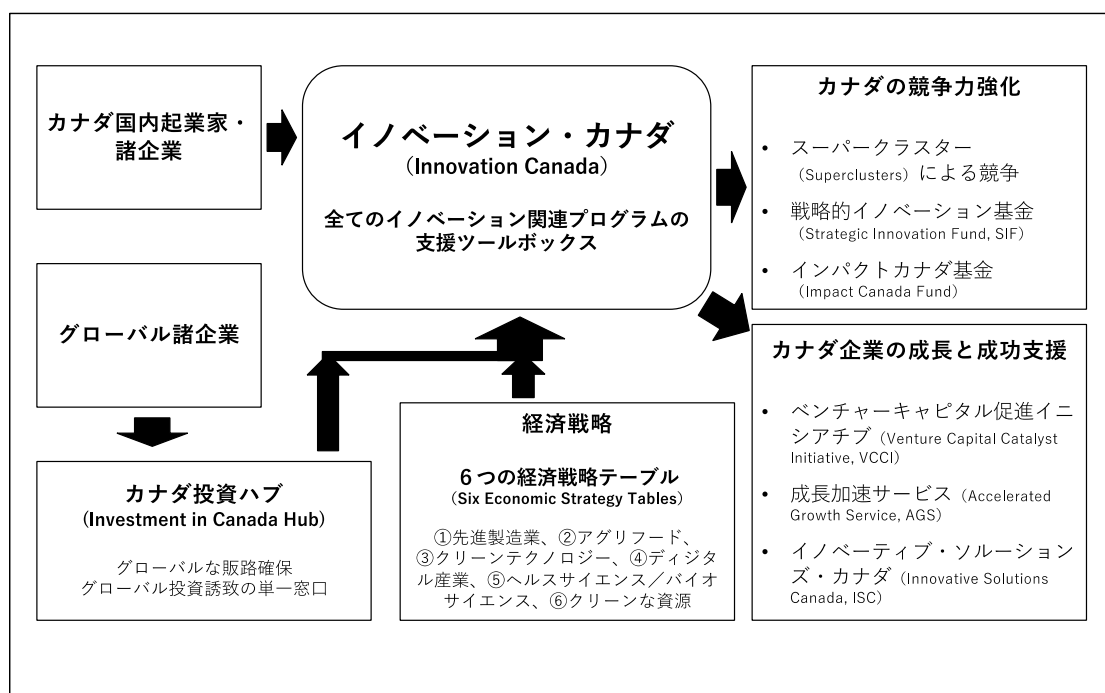 カナダ国内起業家・
諸企業
イノベーション・カナダ
(Innovation Canada)
全てのイノベーション関連プログラムの
支援ツールボックス
カナダの競争力強化
• スーパークラスター
(Superclusters) による競争
• 戦略的イノベーション基金
(Strategic Innovation Fund, SIF)
• インパクトカナダ基金
(Impact Canada Fund)
グローバル諸企業
カナダ投資ハブ
(Investment in Canada Hub)
グローバルな販路確保
グローバル投資誘致の単一窓口
経済戦略
6つの経済戦略テーブル
(Six Economic Strategy Tables)
①先進製造業、②アグリフード、
③クリーンテクノロジー、④ディジタ
ル産業、⑤ヘルスサイエンス／バイオ
サイエンス、⑥クリーンな資源
カナダ企業の成長と成功支援
• ベンチャーキャピタル促進イニ
シアチブ (Venture Capital Catalyst
Initiative, VCCI)
• 成長加速サービス (Accelerated
Growth Service, AGS)
• イノベーティブ・ソルーション
ズ・カナダ (Innovative Solutions
Canada, ISC)